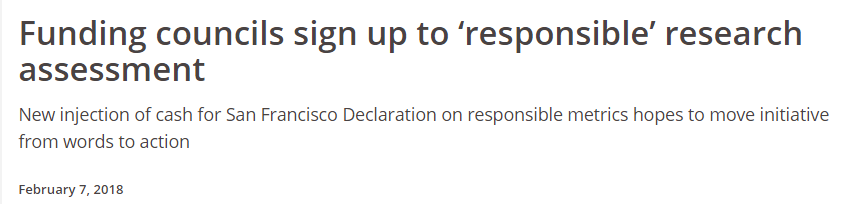 Funding councils sign up to ‘responsible’ research
assessment
New injection of cash for San Francisco Declaration on responsible metrics hopes to move initiative
from words to action
February 7, 2018